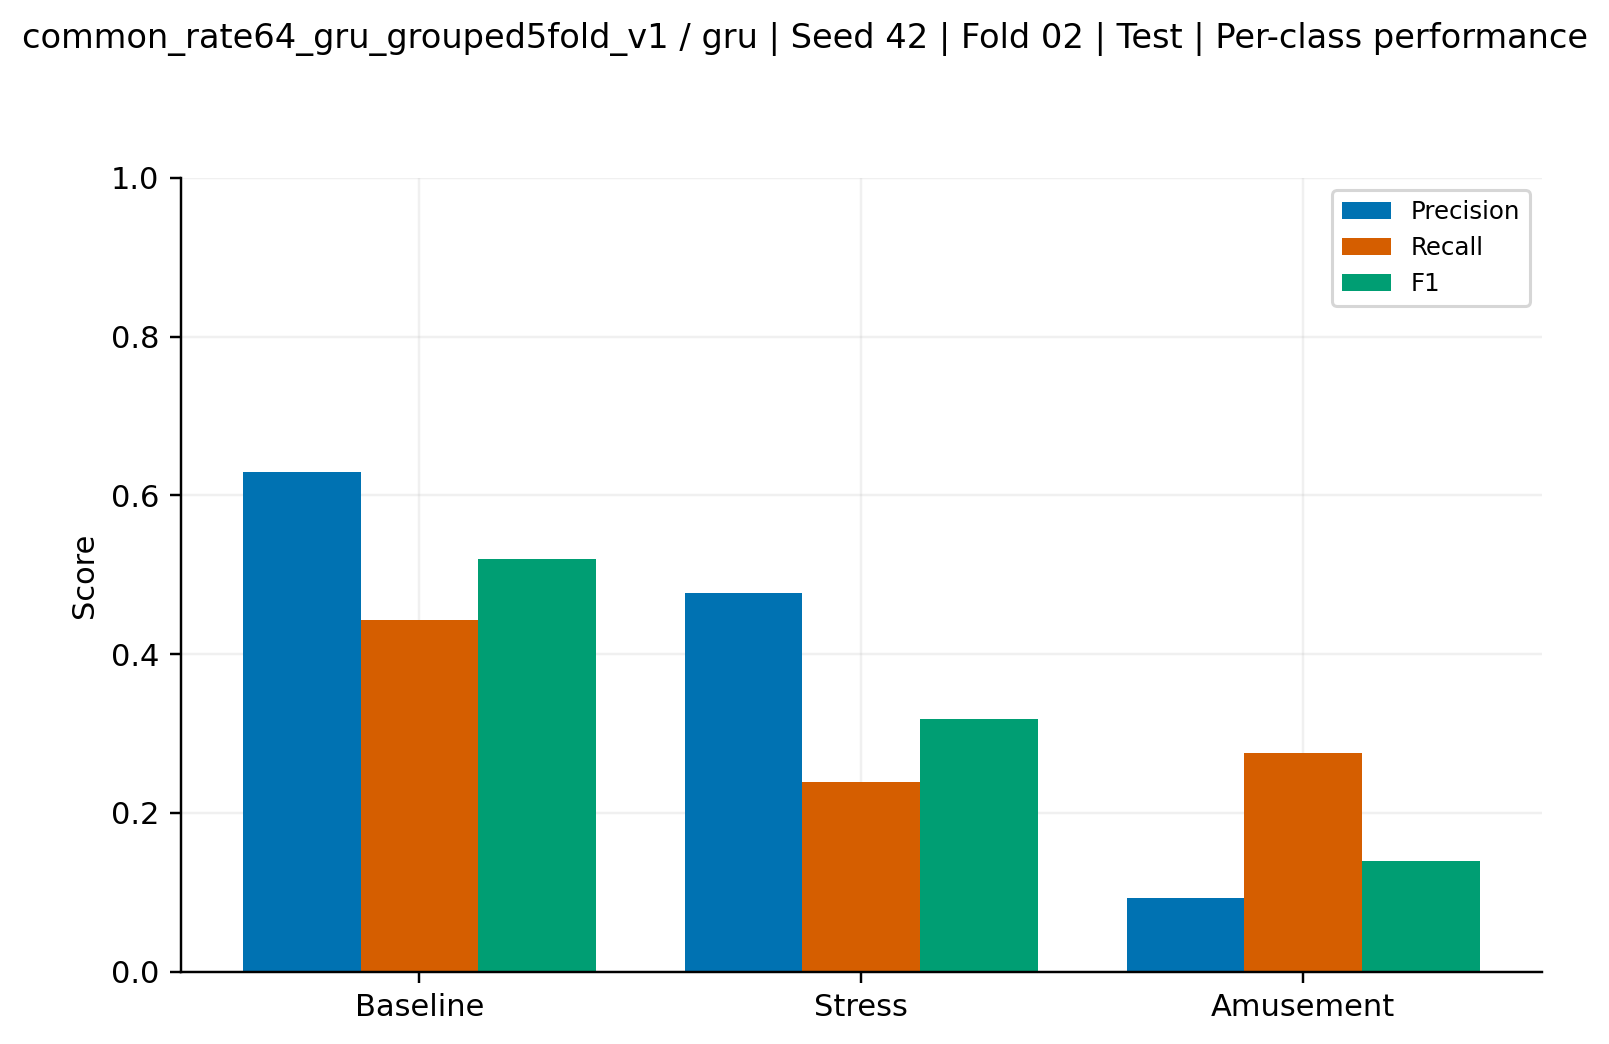 common_rate64_gru_grouped5fold_v1 / gru | Seed 42 | Fold 02 | Test | Per-class performance
1.0
Precision
Recall
F1
0.8
0.6
Score
0.4
0.2
0.0
Baseline
Stress
Amusement